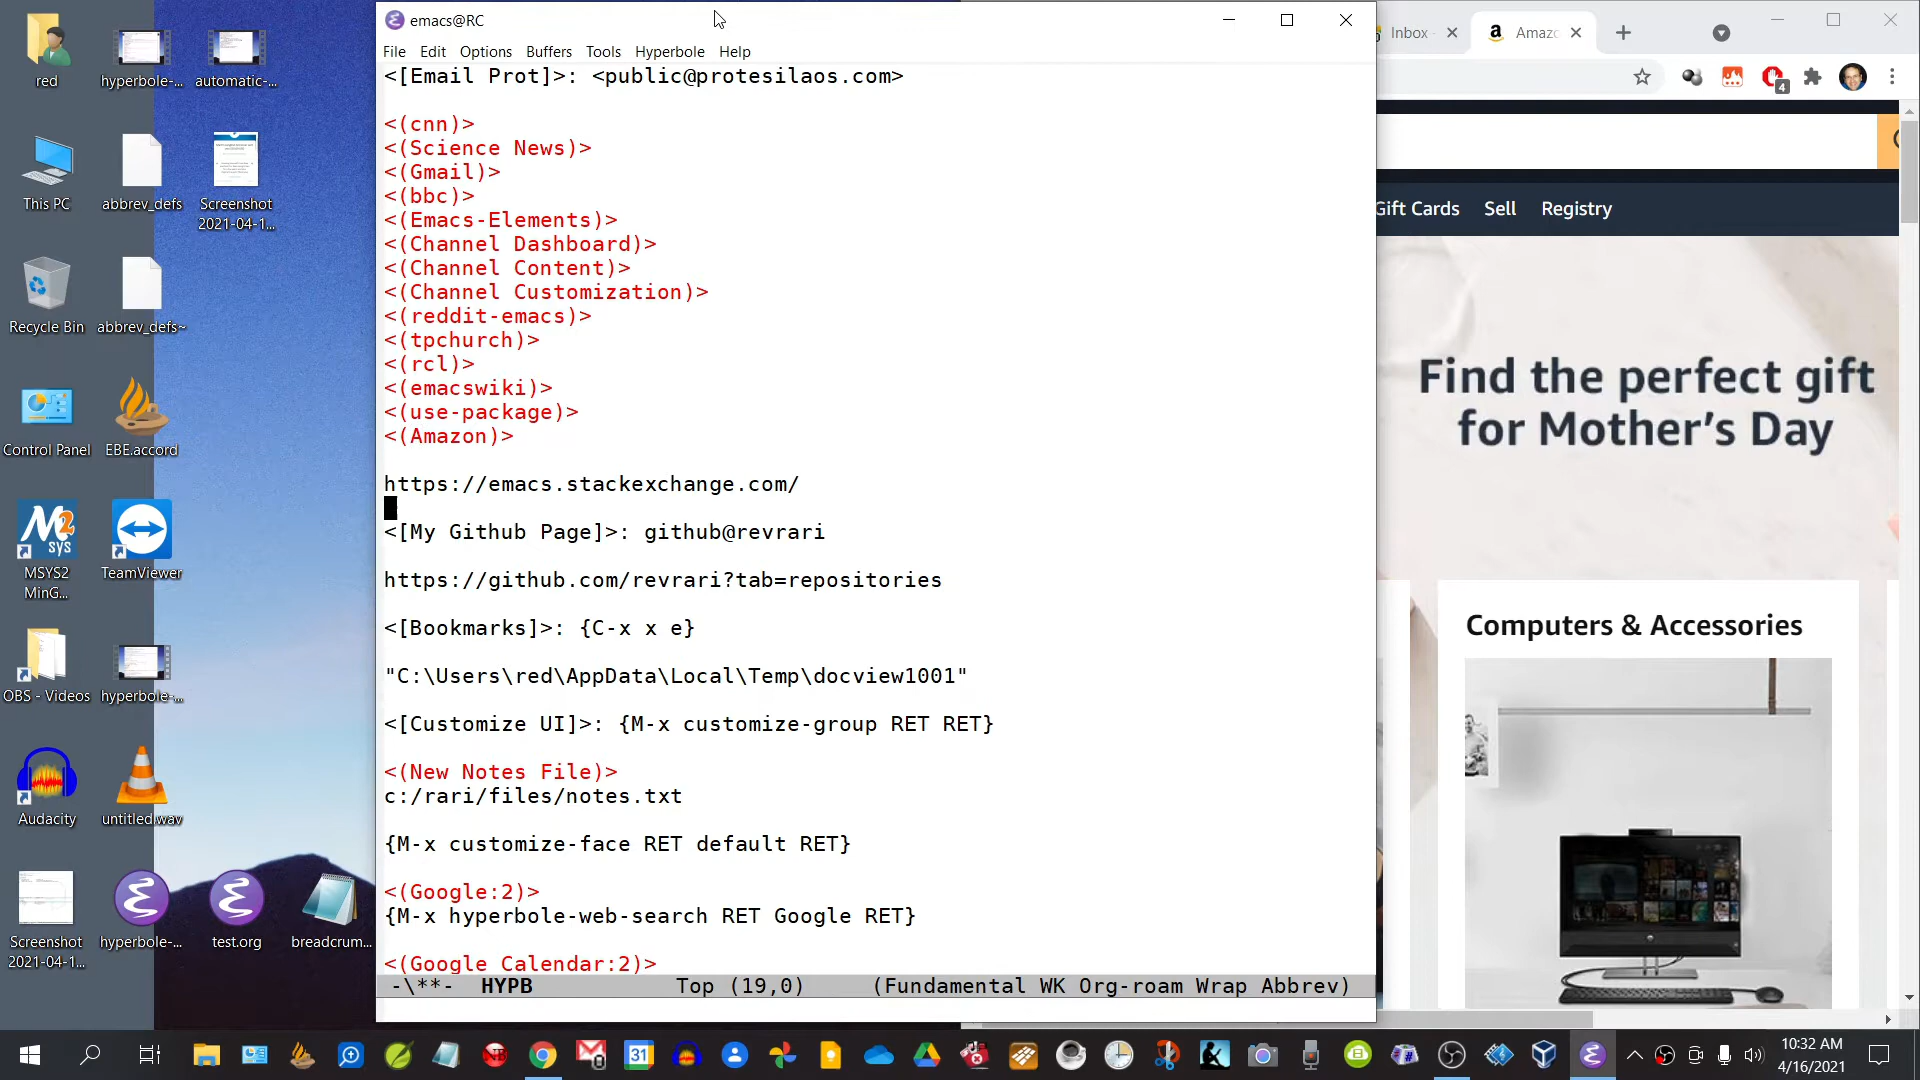 emacs@RC
File Edit Options Buffers Tools Hyperbole Help
<[Email Prot]>: <public@protesilaos.com>
<(cnn)>
<(Science News)>
<(Gmail)>
<(bbc)>
<(Emacs-Elements)>
<(Channel Dashboard)>
<(Channel Content)>
<(Channel Customization)>
<(reddit-emacs)>
<(tpchurch)>
<(rcl)>
<(emacswiki)>
<(use-package)>
<(Amazon)>
https://emacs.stackexchange.com/
<[My Github Page]>: github@revrari
https://github.com/revrari?tab=repositories
<[Bookmarks]>: {C-x x e}
"C:\Users\red\AppData\Local\Temp\docview1001"
<[Customize UI]>: {M-x customize-group RET RET}
<(New Notes File)>
c:/rari/files/notes.txt
{M-x customize-face RET default RET}
<(Google:2)>
{M-x hyperbole-web-search RET Google RET}
<(Google Calendar:2)>
-\**- HYPB Top (19,0) (Fundamental WK Org-roam Wrap Abbrev)
red
hyperbole-...
automatic-...
This PC
abbrev_defs
Screenshot
2021-04-1...
Recycle Bin
abbrev_defs~
Control Panel
EBE.accord
MSYS2
MinG...
TeamViewer
OBS - Videos
hyperbole-...
Audacity
untitled.wav
Screenshot
2021-04-1...
hyperbole-...
test.org
breadcrum...
Inbox
Amazo
4
Gift Cards Sell Registry
Find the perfect gift
for Mother's Day
Computers & Accessories
31
10:32 AM
4/16/2021